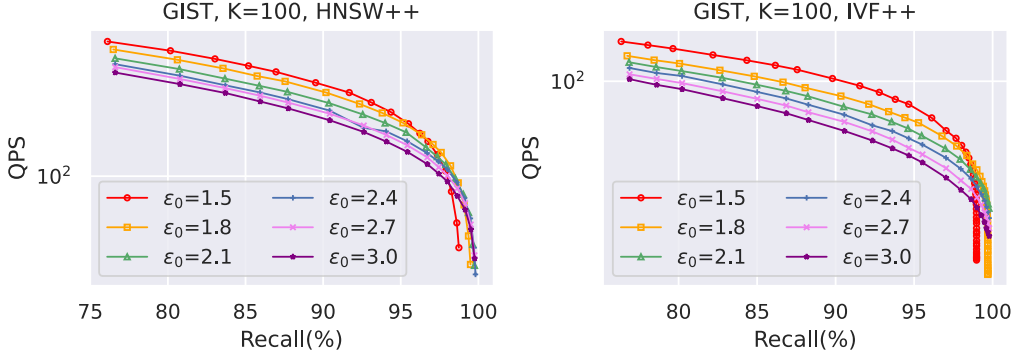 GIST, K=100, HNSW++
QPS
10²
ε₀=1.5
ε₀=1.8
ε₀=2.1
ε₀=2.4
ε₀=2.7
ε₀=3.0
75 80 85 90 95 100
Recall(%)
GIST, K=100, IVF++
QPS
10²
ε₀=1.5
ε₀=1.8
ε₀=2.1
ε₀=2.4
ε₀=2.7
ε₀=3.0
80 85 90 95 100
Recall(%)